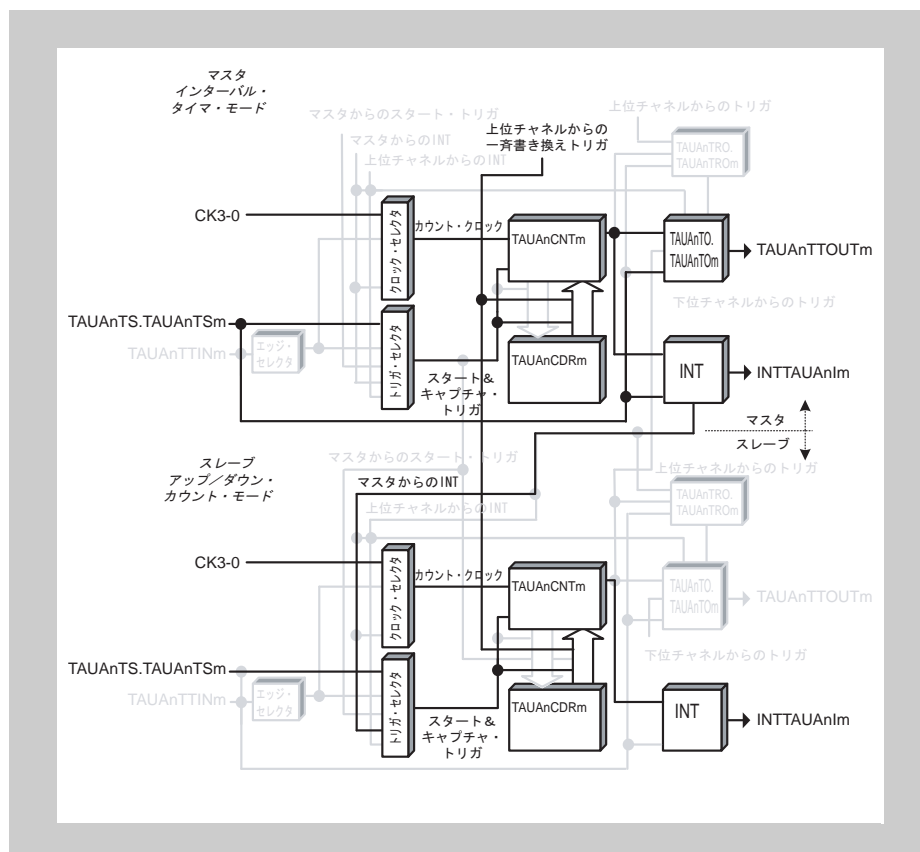 マスタ
インターバル・
タイマ・モード
マスタからのスタート・トリガ
マスタからのINT
上位チャネルからのINT
上位チャネルからの
一斉書き換えトリガ
上位チャネルからのトリガ
TAUAnTRO.
TAUAnTROm
CK3-0
クロック・セレクタ
カウント・クロック
TAUAnCNTm
TAUAnTO.
TAUAnTOm
TAUAnTTOUTm
下位チャネルからのトリガ
TAUAnTS.TAUAnTSm
TAUAnTTINm
エッジ・
セレクタ
トリガ・セレクタ
スタート&
キャプチャ・
トリガ
TAUAnCDRm
INT
INTTAUAnIm
マスタ
スレーブ
スレーブ
アップ/ダウン・
カウント・モード
マスタからのスタート・トリガ
マスタからのINT
上位チャネルからのINT
上位チャネルからのトリガ
TAUAnTRO.
TAUAnTROm
CK3-0
クロック・セレクタ
カウント・クロック
TAUAnCNTm
TAUAnTO.
TAUAnTOm
TAUAnTTOUTm
下位チャネルからのトリガ
TAUAnTS.TAUAnTSm
TAUAnTTINm
エッジ・
セレクタ
トリガ・セレクタ
スタート&
キャプチャ・
トリガ
TAUAnCDRm
INT
INTTAUAnIm